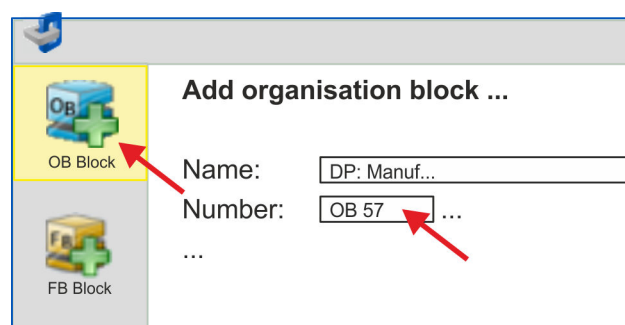 Add organisation block ...
OB
OB Block
Name: DP: Manuf...
Number: OB 57 ...
...
FB
FB Block